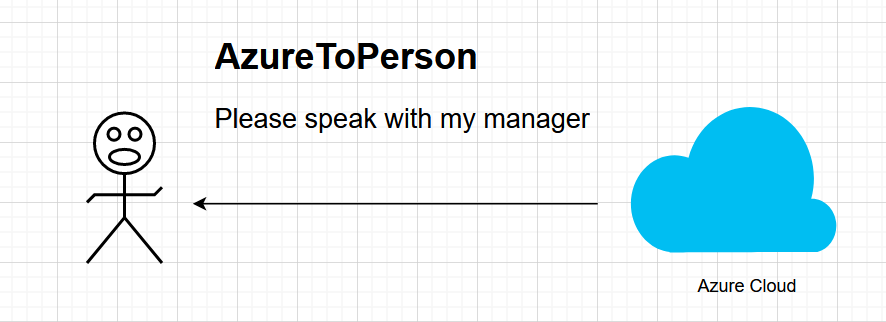 AzureToPerson
Please speak with my manager
Azure Cloud